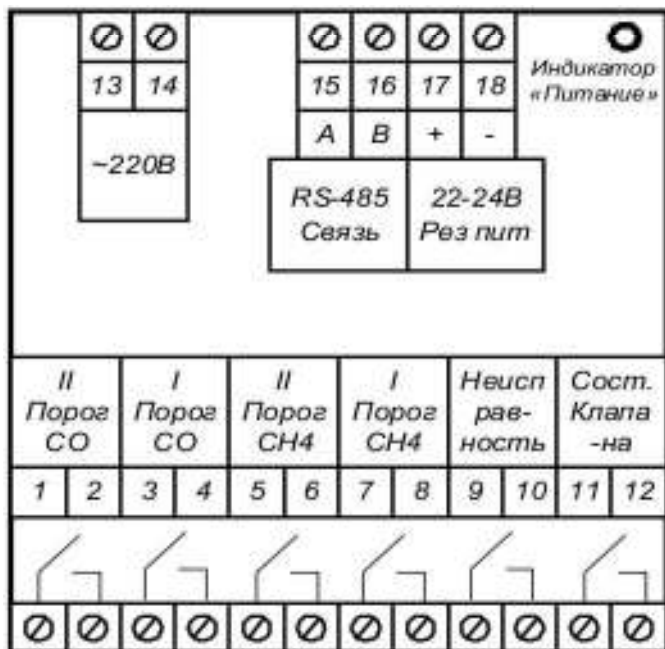 13 14 15 16 17 18
Индикатор
«Питание»
A B + -
~220В
RS-485
Связь
22-24В
Рез пит
II
Порог
СО
I
Порог
СО
II
Порог
СН4
I
Порог
СН4
Неисп
рав-
ность
Сост.
Клапа
-на
1 2 3 4 5 6 7 8 9 10 11 12